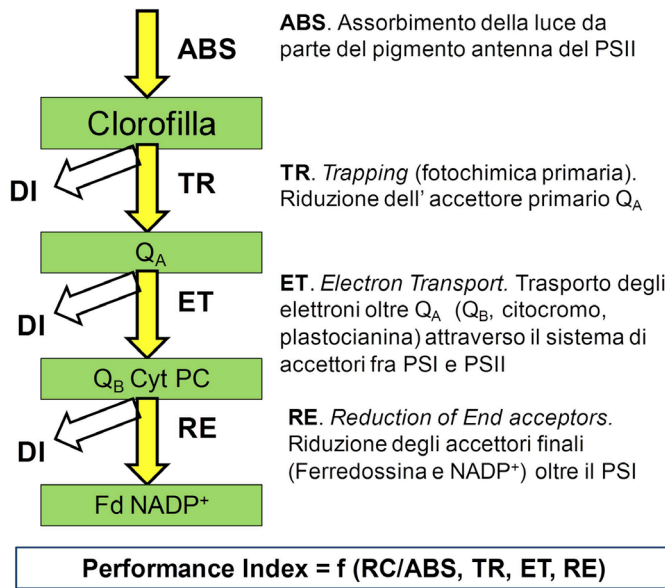 ABS
ABS. Assorbimento della luce da
parte del pigmento antenna del PSII
Clorofilla
DI
TR
TR. Trapping (fotochimica primaria).
Riduzione dell' accettore primario QA
QA
DI
ET
ET. Electron Transport. Trasporto degli
elettroni oltre QA (QB, citocromo,
plastocianina) attraverso il sistema di
accettori fra PSI e PSII
QB Cyt PC
DI
RE
RE. Reduction of End acceptors.
Riduzione degli accettori finali
(Ferredossina e NADP+) oltre il PSI
Fd NADP+
Performance Index = f (RC/ABS, TR, ET, RE)